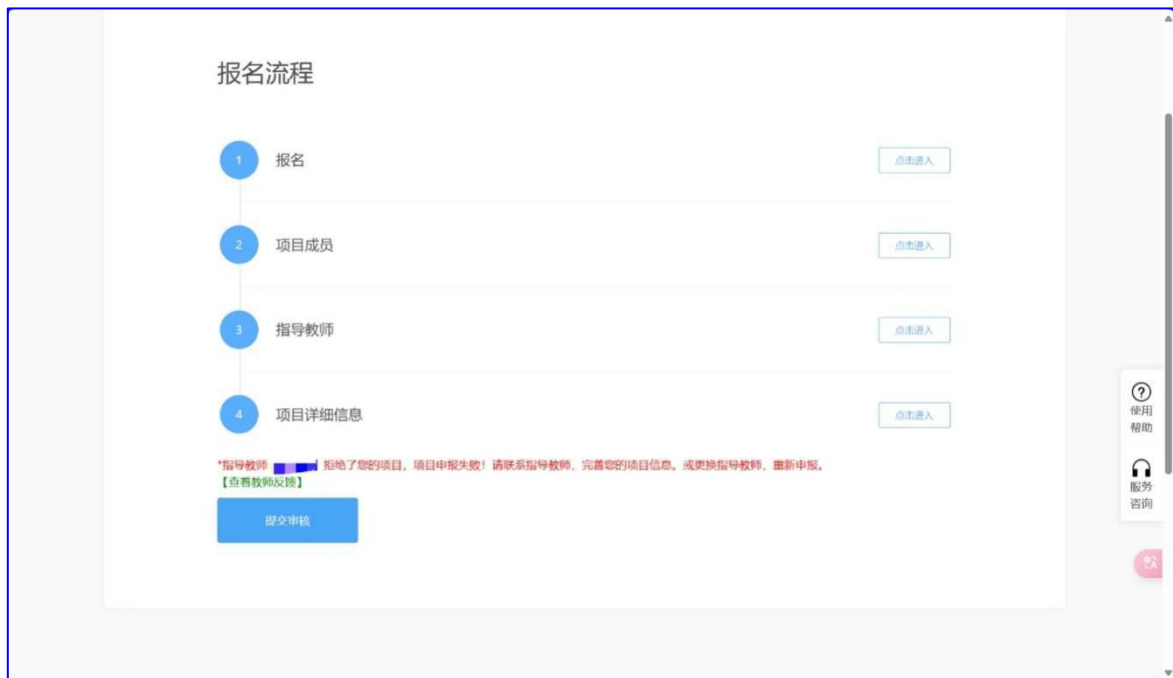 报名流程
1 报名 点击进入
2 项目成员 点击进入
3 指导教师 点击进入
4 项目详细信息 点击进入
*指导教师 拒绝了您的项目，项目申报失败！请联系指导教师，完善您的项目信息。或更换指导教师，重新申报。
【查看教师反馈】
提交审核
使用
帮助
服务
咨询